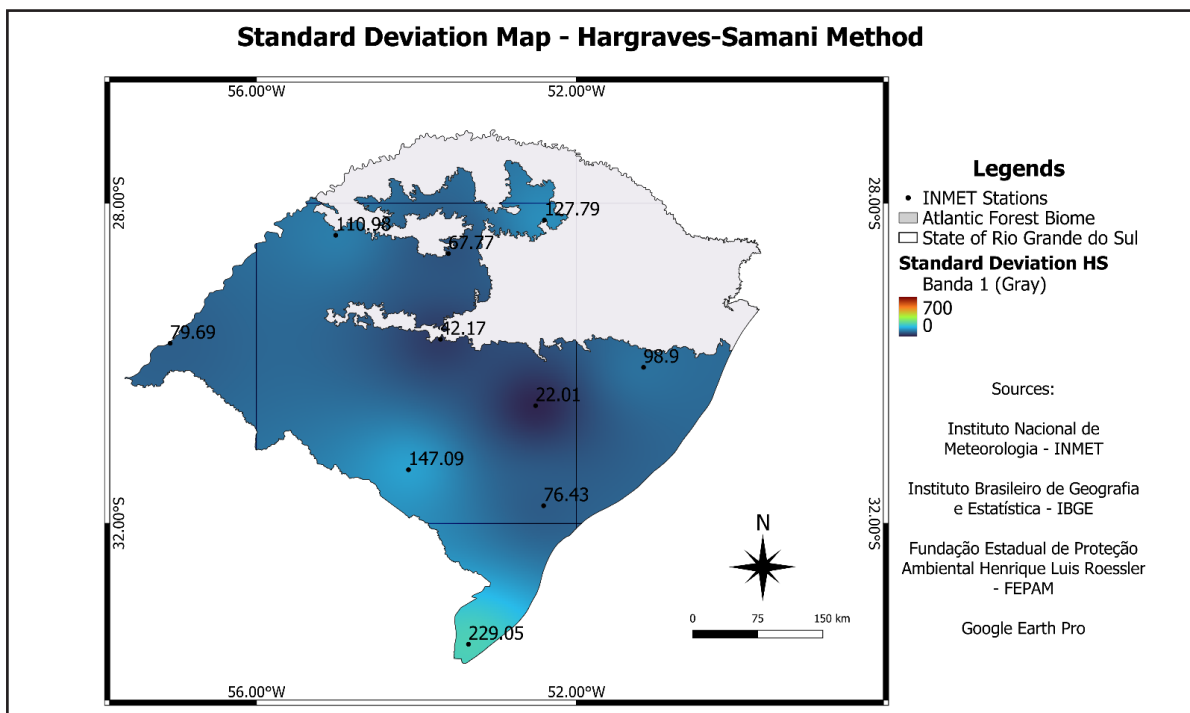 Standard Deviation Map - Hargraves-Samani Method
56.00°W
52.00°W
28.00°S
28.00°S
127.79
110.98
67.77
79.69
42.17
98.9
22.01
147.09
76.43
32.00°S
32.00°S
229.05
56.00°W
52.00°W
N
0 75 150 km
Legends
INMET Stations
Atlantic Forest Biome
State of Rio Grande do Sul
Standard Deviation HS
Banda 1 (Gray)
700
0
Sources:
Instituto Nacional de
Meteorologia - INMET
Instituto Brasileiro de Geografia
e Estatística - IBGE
Fundação Estadual de Proteção
Ambiental Henrique Luis Roessler
- FEPAM
Google Earth Pro